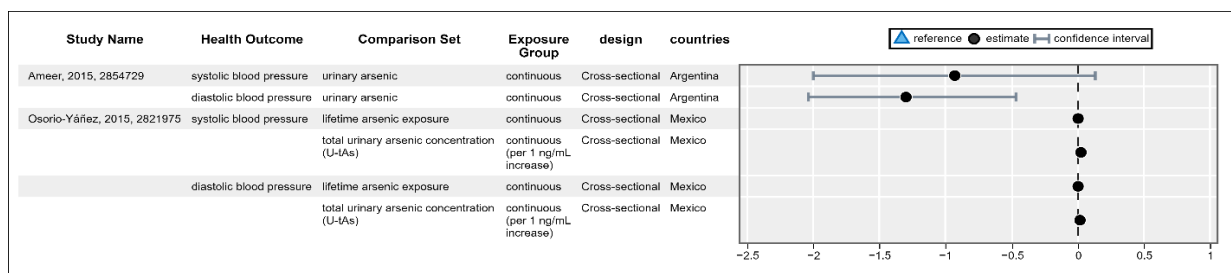 Study Name Health Outcome Comparison Set Exposure Group design countries
reference estimate confidence interval
Ameer, 2015, 2854729 systolic blood pressure urinary arsenic continuous Cross-sectional Argentina
diastolic blood pressure urinary arsenic continuous Cross-sectional Argentina
Osorio-Yáñez, 2015, 2821975 systolic blood pressure lifetime arsenic exposure continuous Cross-sectional Mexico
total urinary arsenic concentration continuous Cross-sectional Mexico
(U-tAs) (per 1 ng/mL
increase)
diastolic blood pressure lifetime arsenic exposure continuous Cross-sectional Mexico
total urinary arsenic concentration continuous Cross-sectional Mexico
(U-tAs) (per 1 ng/mL
increase)
−2.5 −2 −1.5 −1 −0.5 0 0.5 1